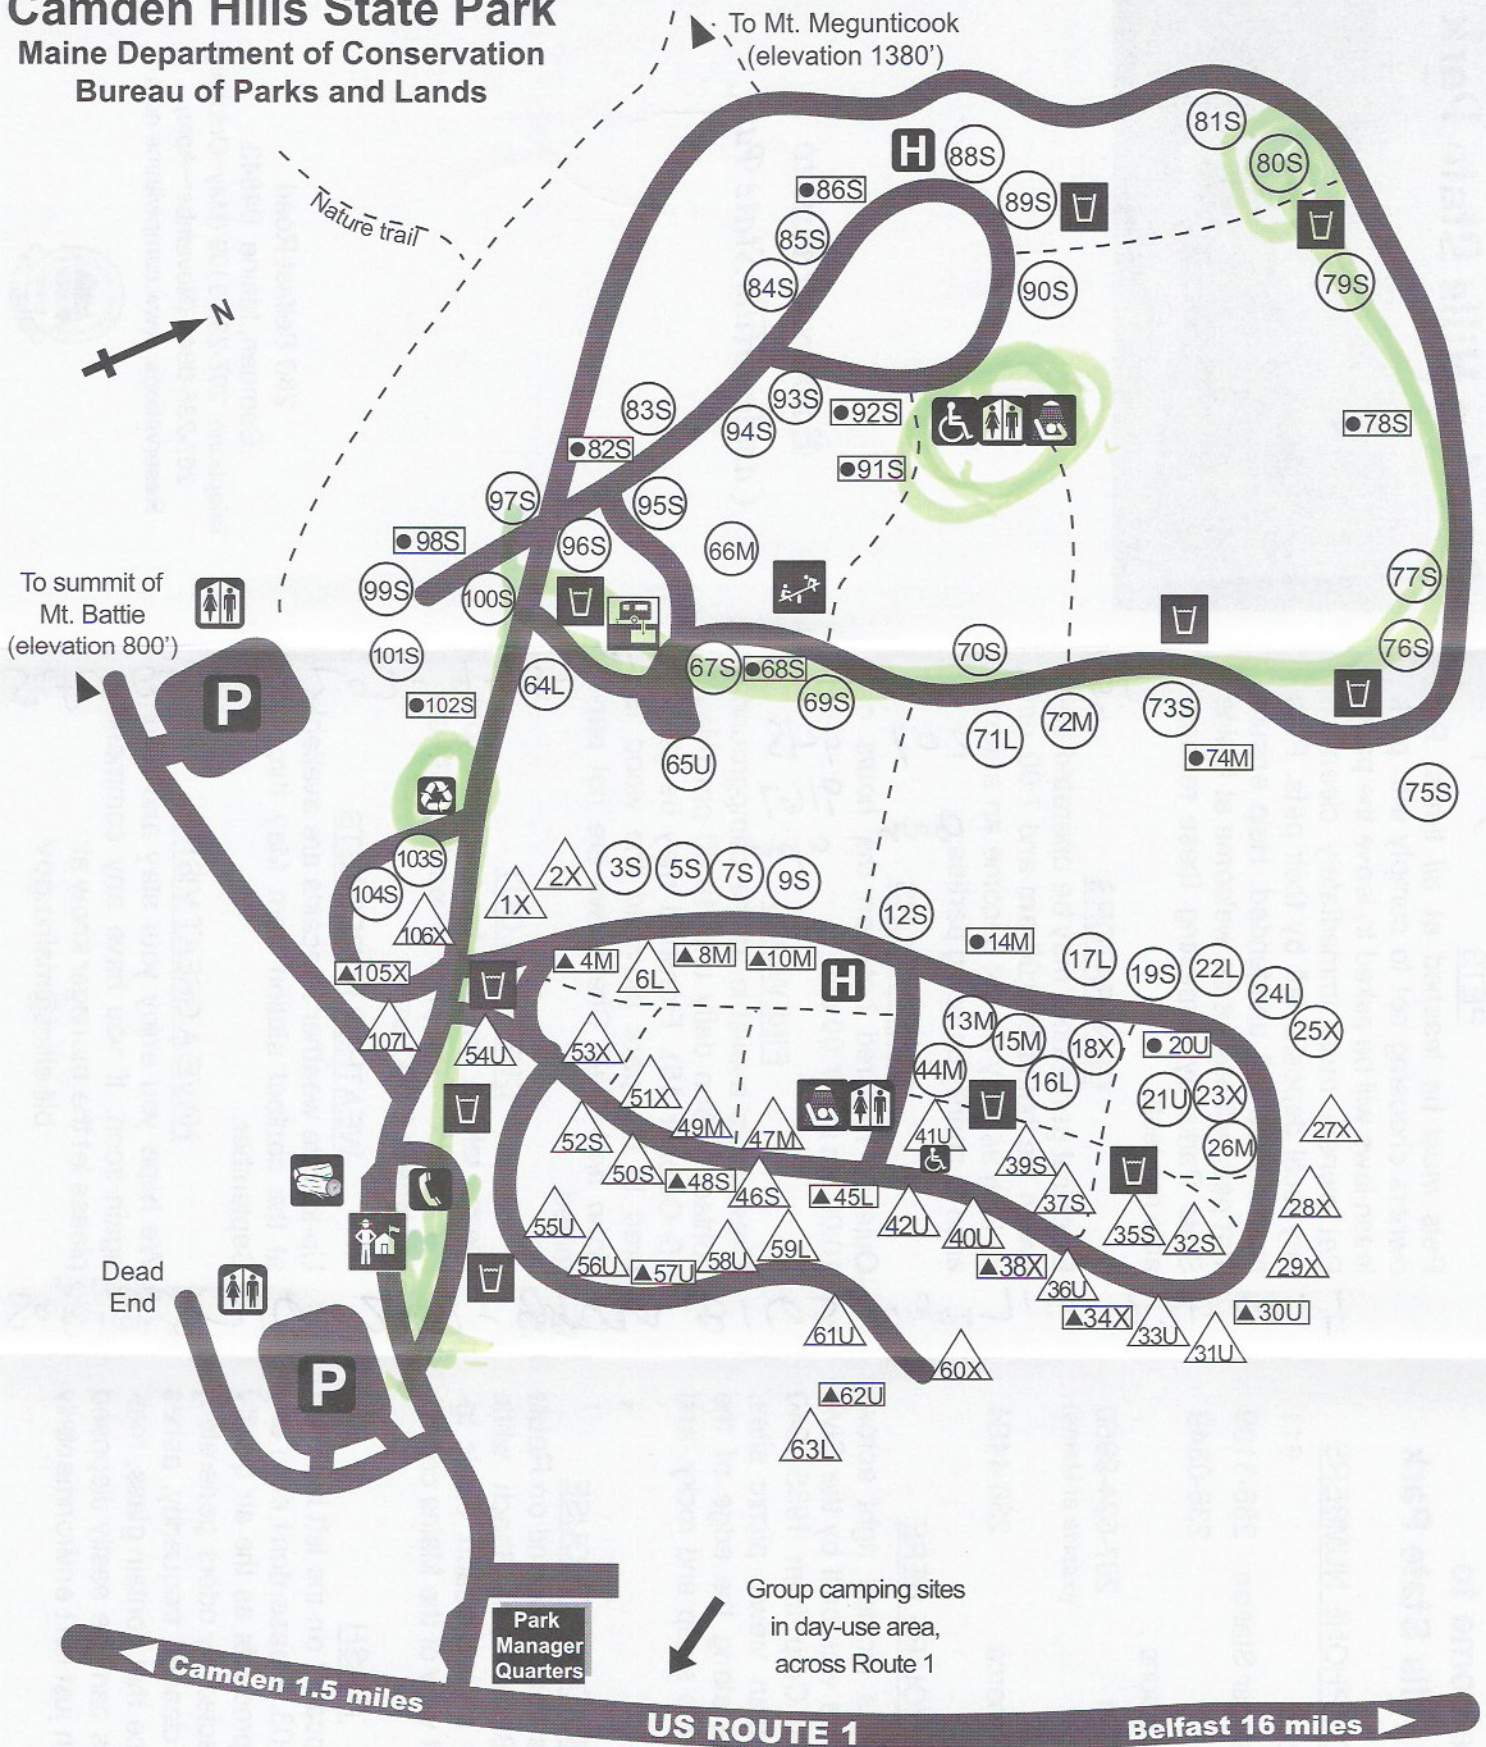 Camden Hills State Park
Maine Department of Conservation
Bureau of Parks and Lands
To Mt. Megunticook
(elevation 1380')
Nature trail
N
H
88S
81S
80S
86S
89S
85S
84S
79S
90S
83S
93S
92S
94S
78S
82S
91S
97S
95S
98S
96S
66M
99S
100S
77S
To summit of
Mt. Battie
(elevation 800')
101S
70S
76S
67S
68S
64L
69S
P
102S
73S
72M
71L
74M
65U
75S
103S
104S
106X
1X
2X
3S
5S
7S
9S
12S
14M
17L
19S
22L
24L
25X
105X
4M
6L
8M
10M
H
13M
15M
18X
20U
107L
54U
53X
51X
44M
16L
21U
23X
49M
47M
41U
26M
27X
52S
50S
48S
46S
45L
39S
37S
42U
40U
35S
32S
28X
55U
56U
57U
58U
59L
38X
36U
29X
Dead
End
34X
33U
31U
30U
61U
60X
P
62U
63L
Group camping sites
in day-use area,
across Route 1
Park
Manager
Quarters
Camden 1.5 miles
US ROUTE 1
Belfast 16 miles